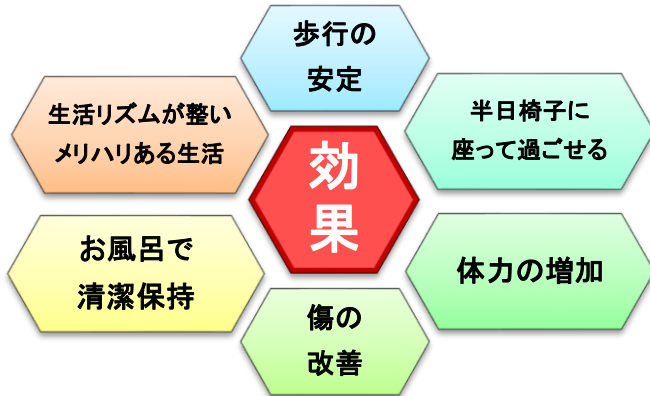 歩行の
安定
生活リズムが整い
メリハリある生活
半日椅子に
座って過ごせる
効
果
お風呂で
清潔保持
体力の増加
傷の
改善